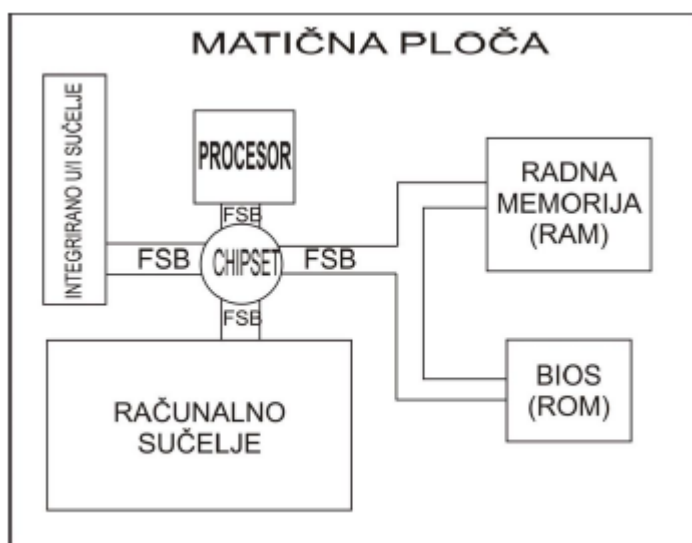 MATIČNA PLOČA
INTEGRIRANO U/I SUČELJE
PROCESOR
FSB
FSB
CHIPSET
FSB
FSB
RADNA
MEMORIJA
(RAM)
BIOS
(ROM)
RAČUNALNO
SUČELJE